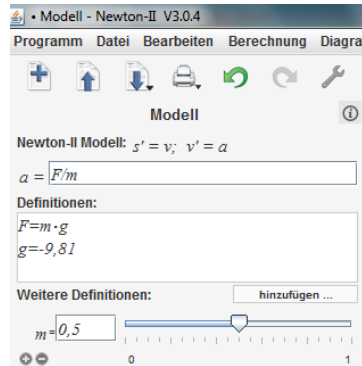 ▪ Modell - Newton-II V3.0.4
Programm Datei Bearbeiten Berechnung Diagra
Modell
Newton-II Modell: s' = v; v' = a
a = F/m
Definitionen:
F=m·g
g=-9,81
Weitere Definitionen: hinzufügen ...
m= 0,5
0 1